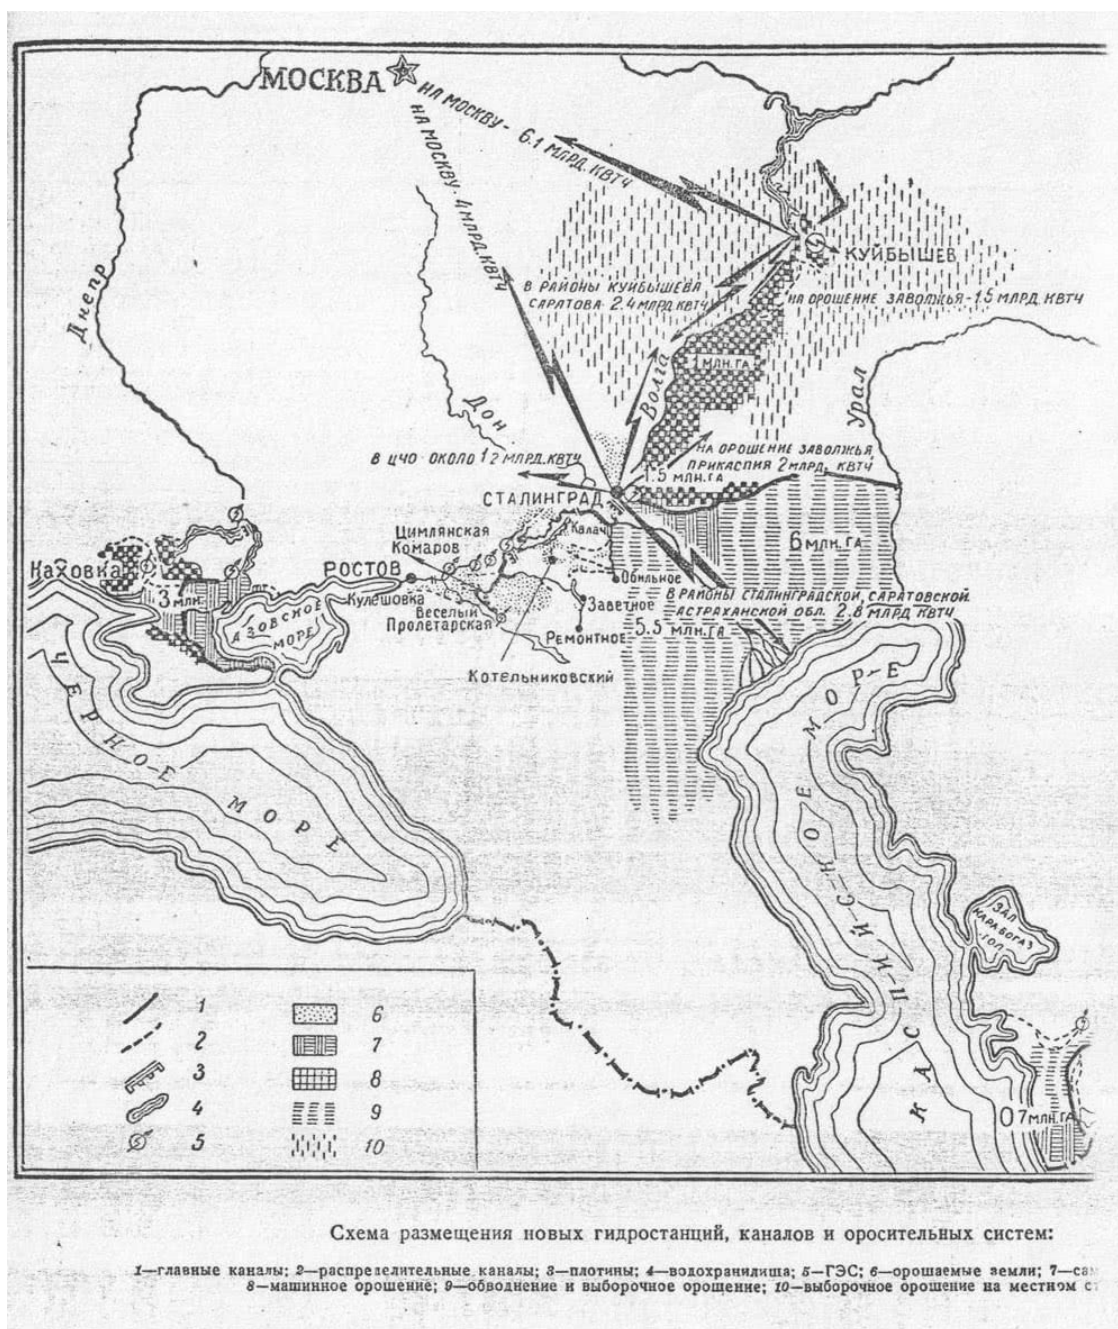 МОСКВА
НА МОСКВУ - 6.1 МЛРД. КВТЧ
НА МОСКВУ - 4 МЛРД. КВТЧ
Днепр
КУЙБЫШЕВ
В РАЙОНЫ КУЙБЫШЕВА
САРАТОВА 2.4 МЛРД КВТЧ
НА ОРОШЕНИЕ ЗАВОЛЖЬЯ - 1.5 МЛРД. КВТЧ
1 МЛН. ГА
Волга
Урал
Дон
НА ОРОШЕНИЕ ЗАВОЛЖЬЯ
ПРИКАСПИЯ 2 МЛРД. КВТЧ
В ЦЧО ОКОЛО 1.2 МЛРД. КВТЧ
1.5 МЛН. ГА
СТАЛИНГРАД
Калач
Цимлянская
Комаров
6 МЛН. ГА
Каховка
РОСТОВ
Обильное
3 МЛН.
Кулешовка
В РАЙОНЫ СТАЛИНГРАДСКОЙ, САРАТОВСКОЙ
АСТРАХАНСКОЙ ОБЛ. 2.8 МЛРД КВТЧ
АЗОВСКОЕ
МОРЕ
Веселый
Пролетарская
Заветное
Ремонтное
5.5 МЛН. ГА
Котельниковский
ЧЕРНОЕ МОРЕ
КАСПИЙСКОЕ МОРЕ
ЗАЛ
КАРАБОГАЗ
ГОЛ
0 7 МЛН. ГА
1 6
2 7
3 8
4 9
5 10
Схема размещения новых гидростанций, каналов и оросительных систем:
1—главные каналы; 2—распределительные каналы; 3—плотины; 4—водохранилища; 5—ГЭС; 6—орошаемые земли; 7—сам
8—машинное орошение; 9—обводнение и выборочное орошение; 10—выборочное орошение на местном ст